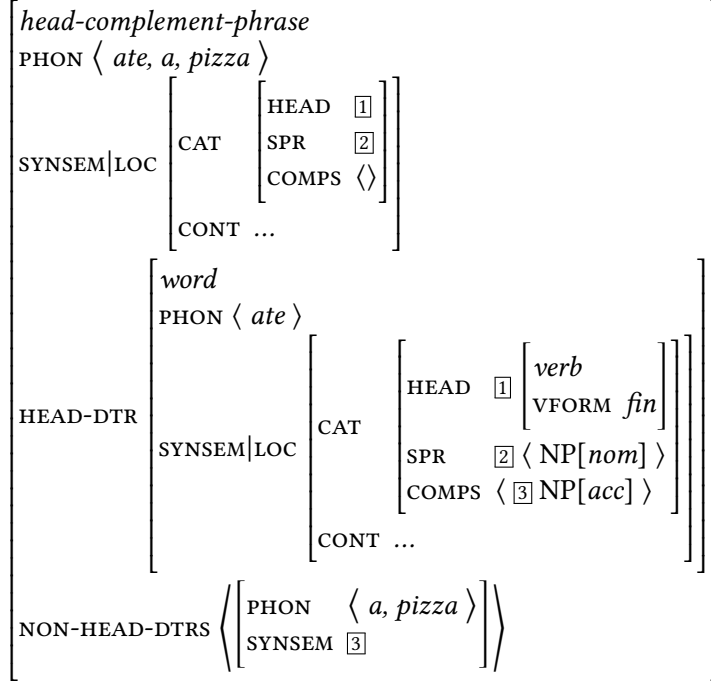 head-complement-phrase
PHON ⟨ ate, a, pizza ⟩
HEAD 1
SYNSEM|LOC CAT SPR 2
COMPS ⟨⟩
CONT ...
word
PHON ⟨ ate ⟩
HEAD 1 verb
VFORM fin
HEAD-DTR SYNSEM|LOC CAT SPR 2 ⟨ NP[nom] ⟩
COMPS ⟨ 3 NP[acc] ⟩
CONT ...
NON-HEAD-DTRS ⟨ PHON ⟨ a, pizza ⟩
SYNSEM 3 ⟩